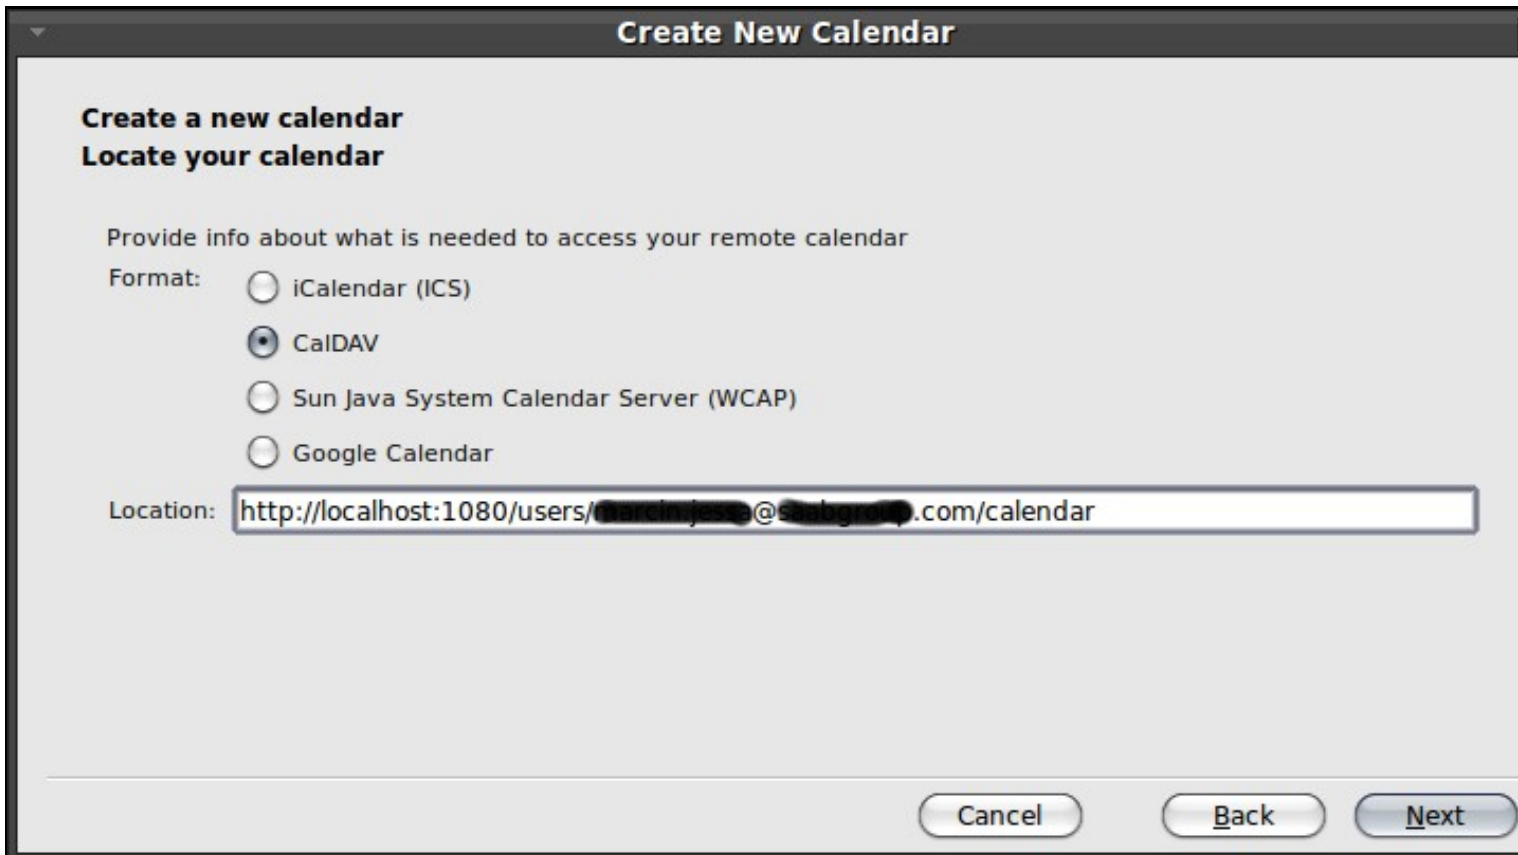 Create New Calendar
Create a new calendar
Locate your calendar
Provide info about what is needed to access your remote calendar
Format:
iCalendar (ICS)
CalDAV
Sun Java System Calendar Server (WCAP)
Google Calendar
Location: http://localhost:1080/users/ @ .com/calendar
Cancel Back Next